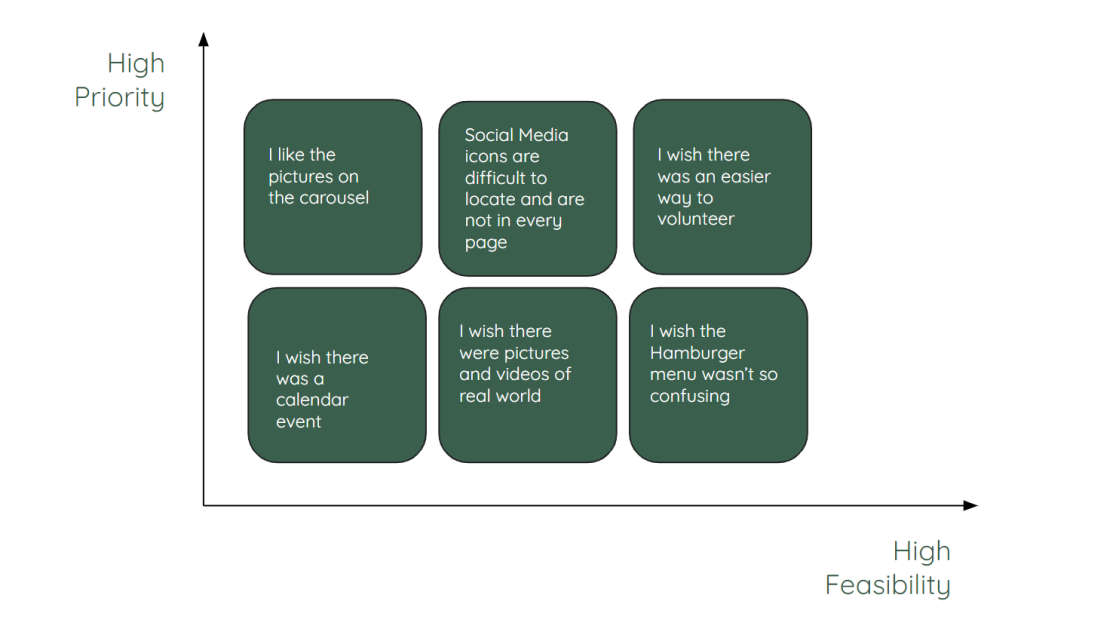 High
Priority
I like the
pictures on
the carousel
Social Media
icons are
difficult to
locate and are
not in every
page
I wish there
was an easier
way to
volunteer
I wish there
was a
calendar
event
I wish there
were pictures
and videos of
real world
I wish the
Hamburger
menu wasn’t so
confusing
High
Feasibility